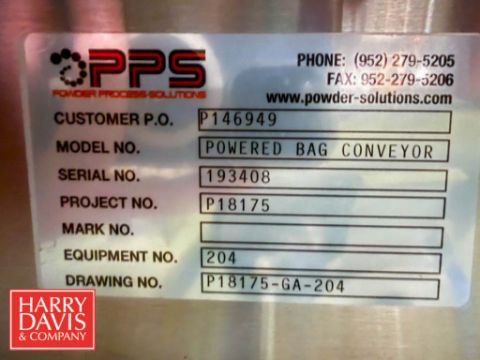 PPS
POWDER PROCESS-SOLUTIONS
PHONE: (952) 279-5205
FAX: 952-279-5206
www.powder-solutions.com
CUSTOMER P.O. P146949
MODEL NO. POWERED BAG CONVEYOR
SERIAL NO. 193408
PROJECT NO. P18175
MARK NO.
EQUIPMENT NO. 204
DRAWING NO. P18175-GA-204
HARRY
DAVIS
& COMPANY